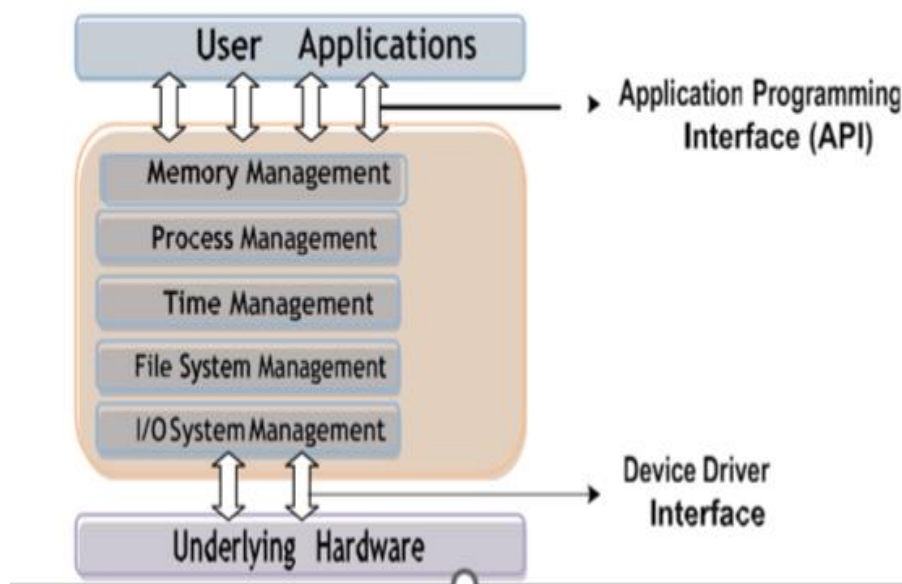 User Applications
Application Programming
Interface (API)
Memory Management
Process Management
Time Management
File System Management
I/O System Management
Device Driver
Interface
Underlying Hardware